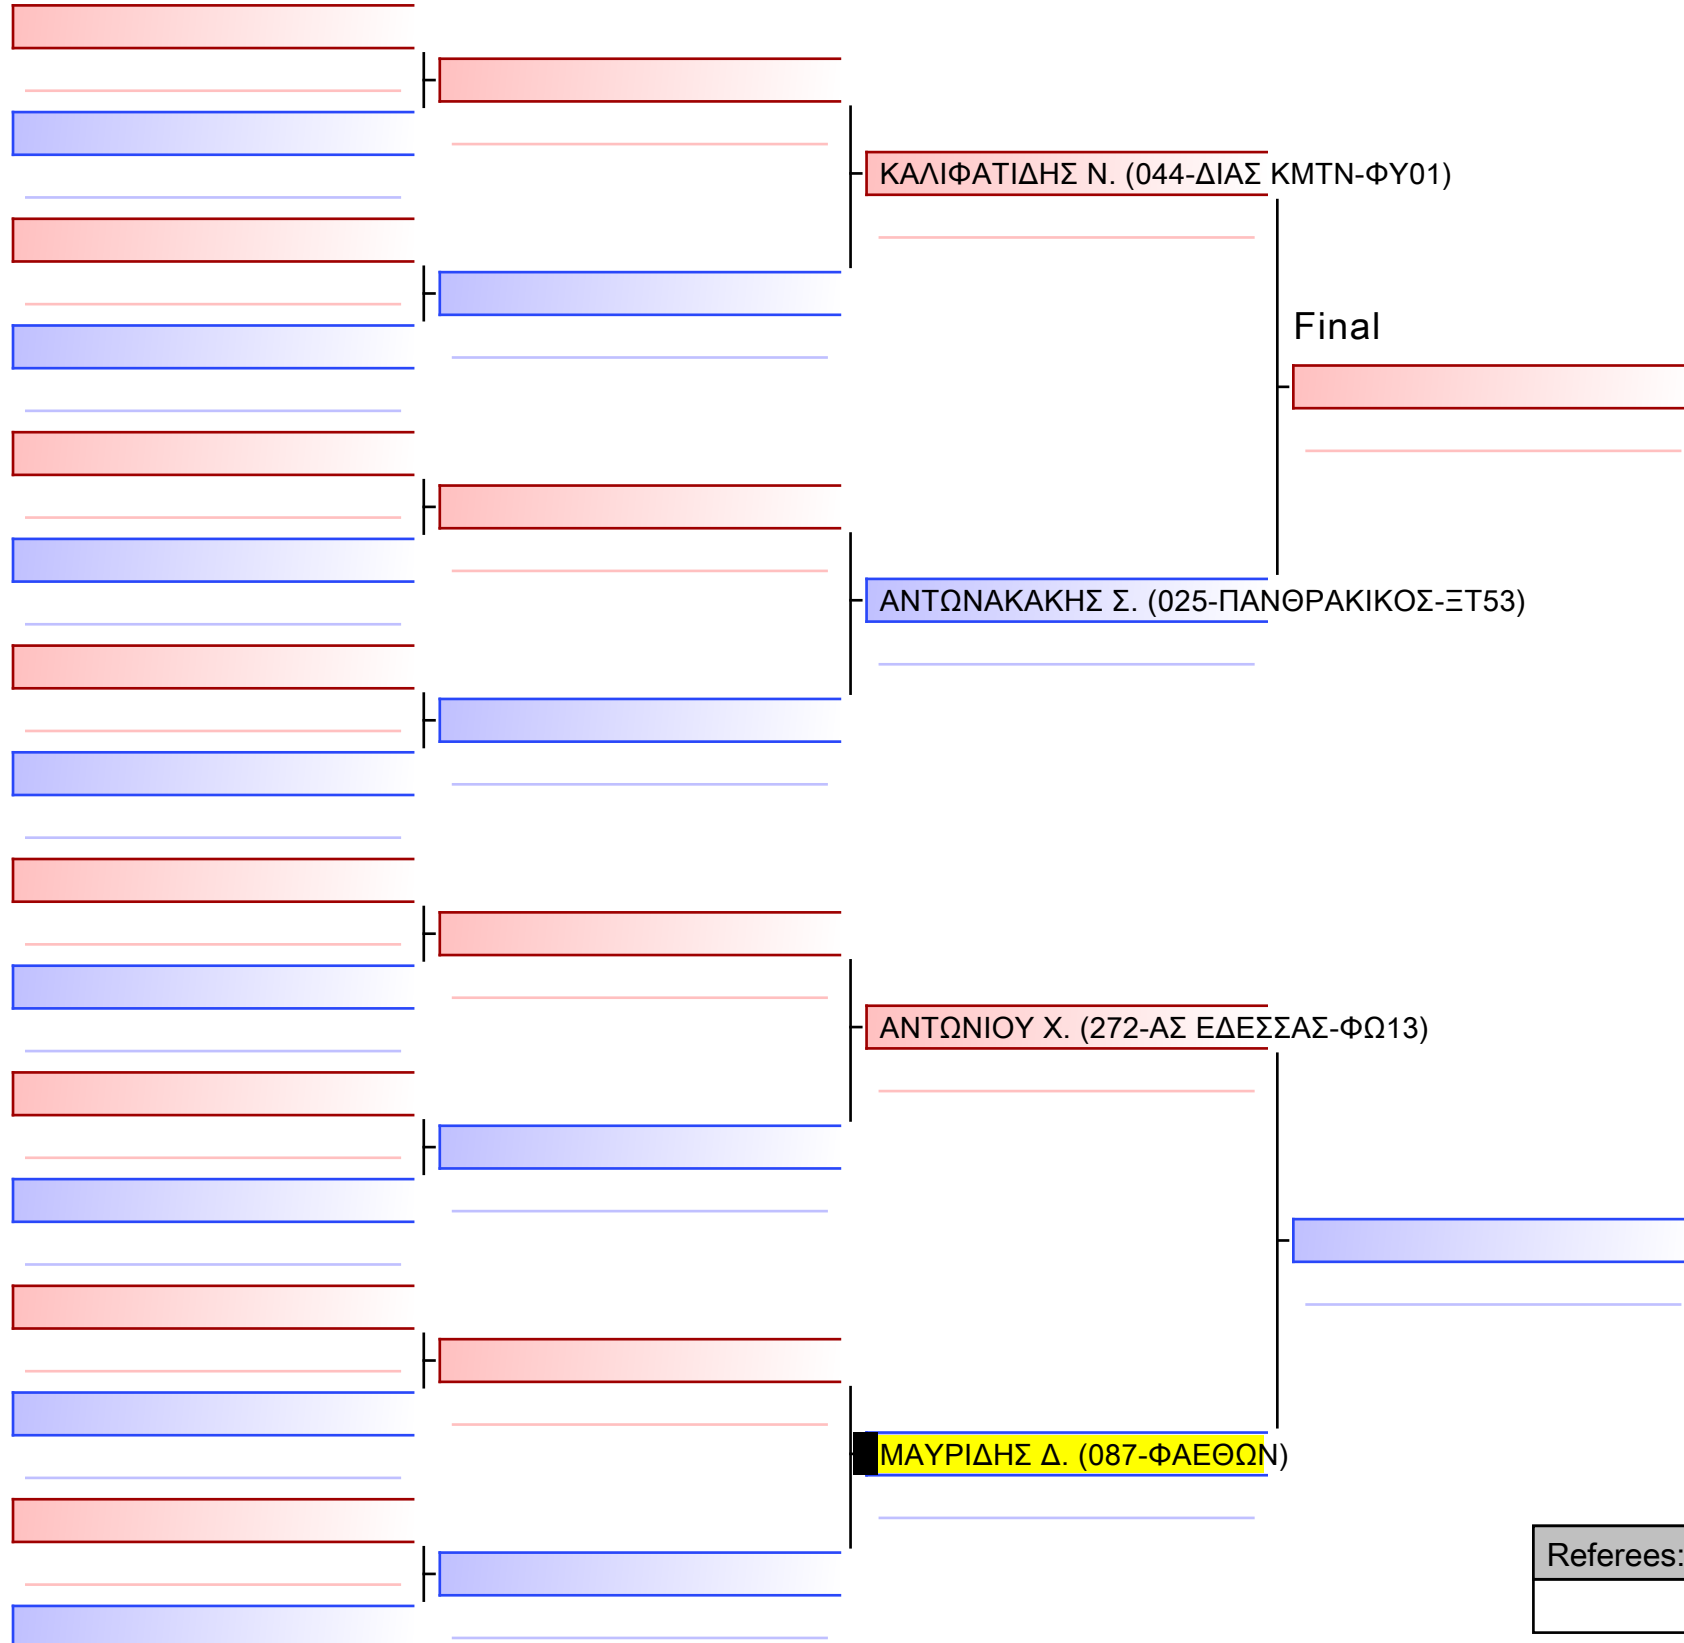 ΚΑΛΙΦΑΤΙΔΗΣ Ν. (044-ΔΙΑΣ ΚΜΤΝ-ΦΥ01)
Final
ΑΝΤΩΝΑΚΑΚΗΣ Σ. (025-ΠΑΝΘΡΑΚΙΚΟΣ-ΞΤ53)
ΑΝΤΩΝΙΟΥ Χ. (272-ΑΣ ΕΔΕΣΣΑΣ-ΦΩ13)
ΜΑΥΡΙΔΗΣ Δ. (087-ΦΑΕΘΩΝ)
Referees: